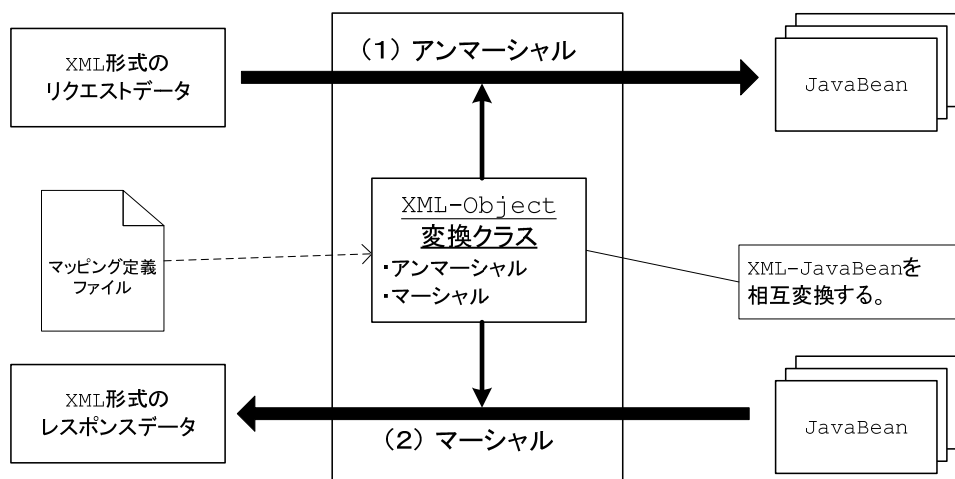 (1) アンマーシャル
XML形式の
リクエストデータ
JavaBean
XML-Object
変換クラス
・アンマーシャル
・マーシャル
マッピング定義
ファイル
XML-JavaBeanを
相互変換する。
XML形式の
レスポンスデータ
JavaBean
(2) マーシャル